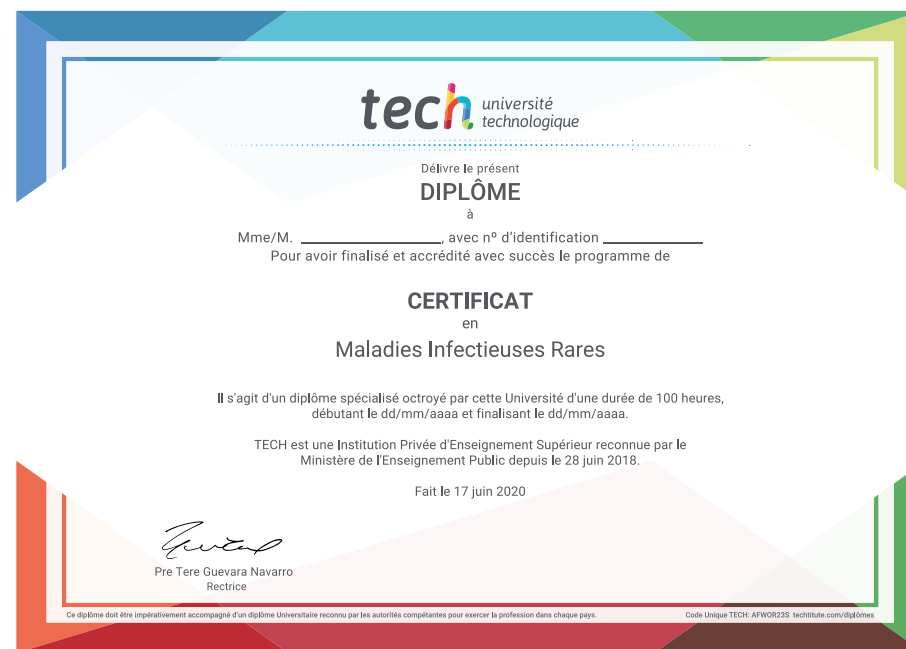 tech université
technologique
Délivre le présent
DIPLÔME
à
Mme/M. ____________________, avec nº d'identification ______________
Pour avoir finalisé et accrédité avec succès le programme de
CERTIFICAT
en
Maladies Infectieuses Rares
Il s'agit d'un diplôme spécialisé octroyé par cette Université d'une durée de 100 heures,
débutant le dd/mm/aaaa et finalisant le dd/mm/aaaa.
TECH est une Institution Privée d'Enseignement Supérieur reconnue par le
Ministère de l'Enseignement Public depuis le 28 juin 2018.
Fait le 17 juin 2020
Pre Tere Guevara Navarro
Rectrice
Ce diplôme doit être impérativement accompagné d'un diplôme Universitaire reconnu par les autorités compétantes pour exercer la profession dans chaque pays.
Code Unique TECH: AFWOR23S techtitute.com/diplômes